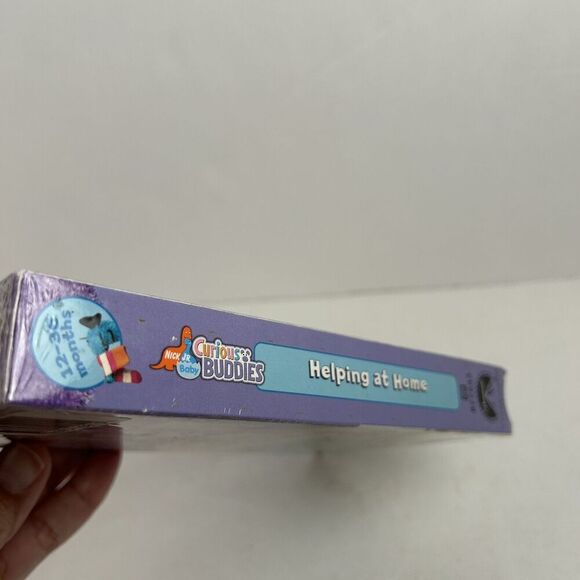 12-36
months
NICK JR
Baby
Curious
BUDDIES
Helping at Home